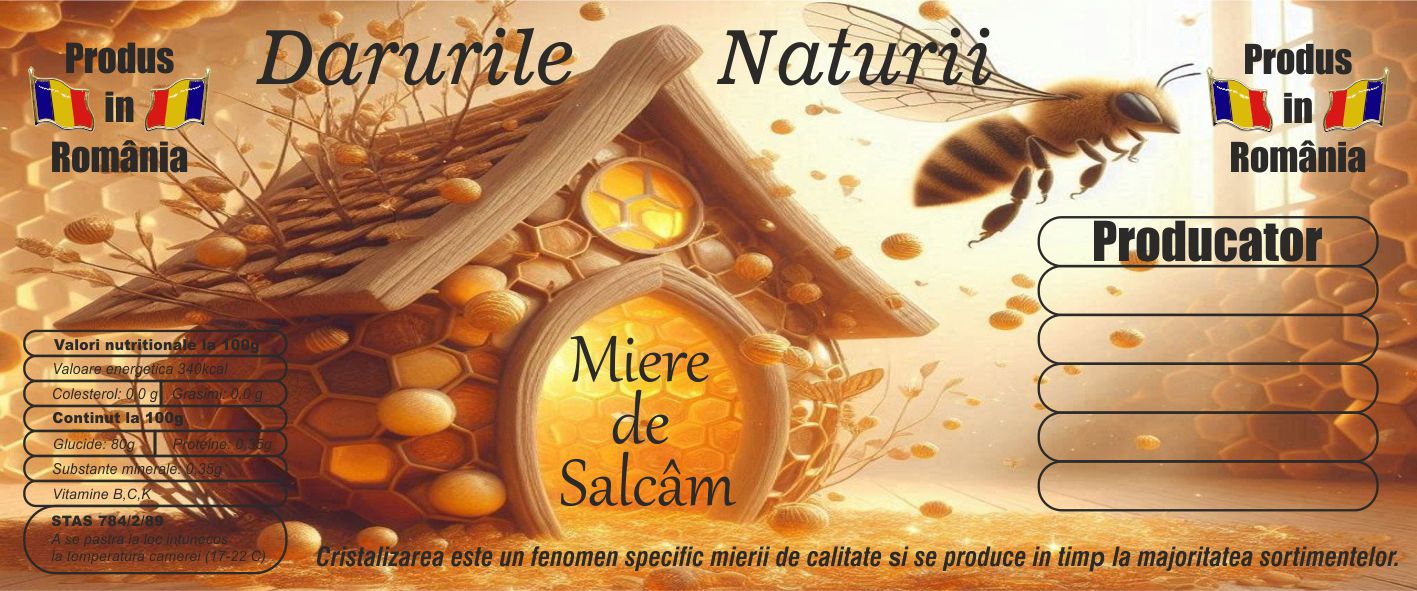 Darurile Naturii
Produs
in
România
Produs
in
România
Producator
Miere
de
Salcâm
Valori nutritionale la 100g
Valoare energetica 340kcal
Colesterol: 0,0 g Grasimi: 0,0 g
Continut la 100g
Glucide: 80g Proteine: 0,35g
Substante minerale: 0,35g
Vitamine B,C,K
STAS 784/2/89
A se pastra la loc intunecos
la temperatura camerei (17-22 C)
Cristalizarea este un fenomen specific mierii de calitate si se produce in timp la majoritatea sortimentelor.